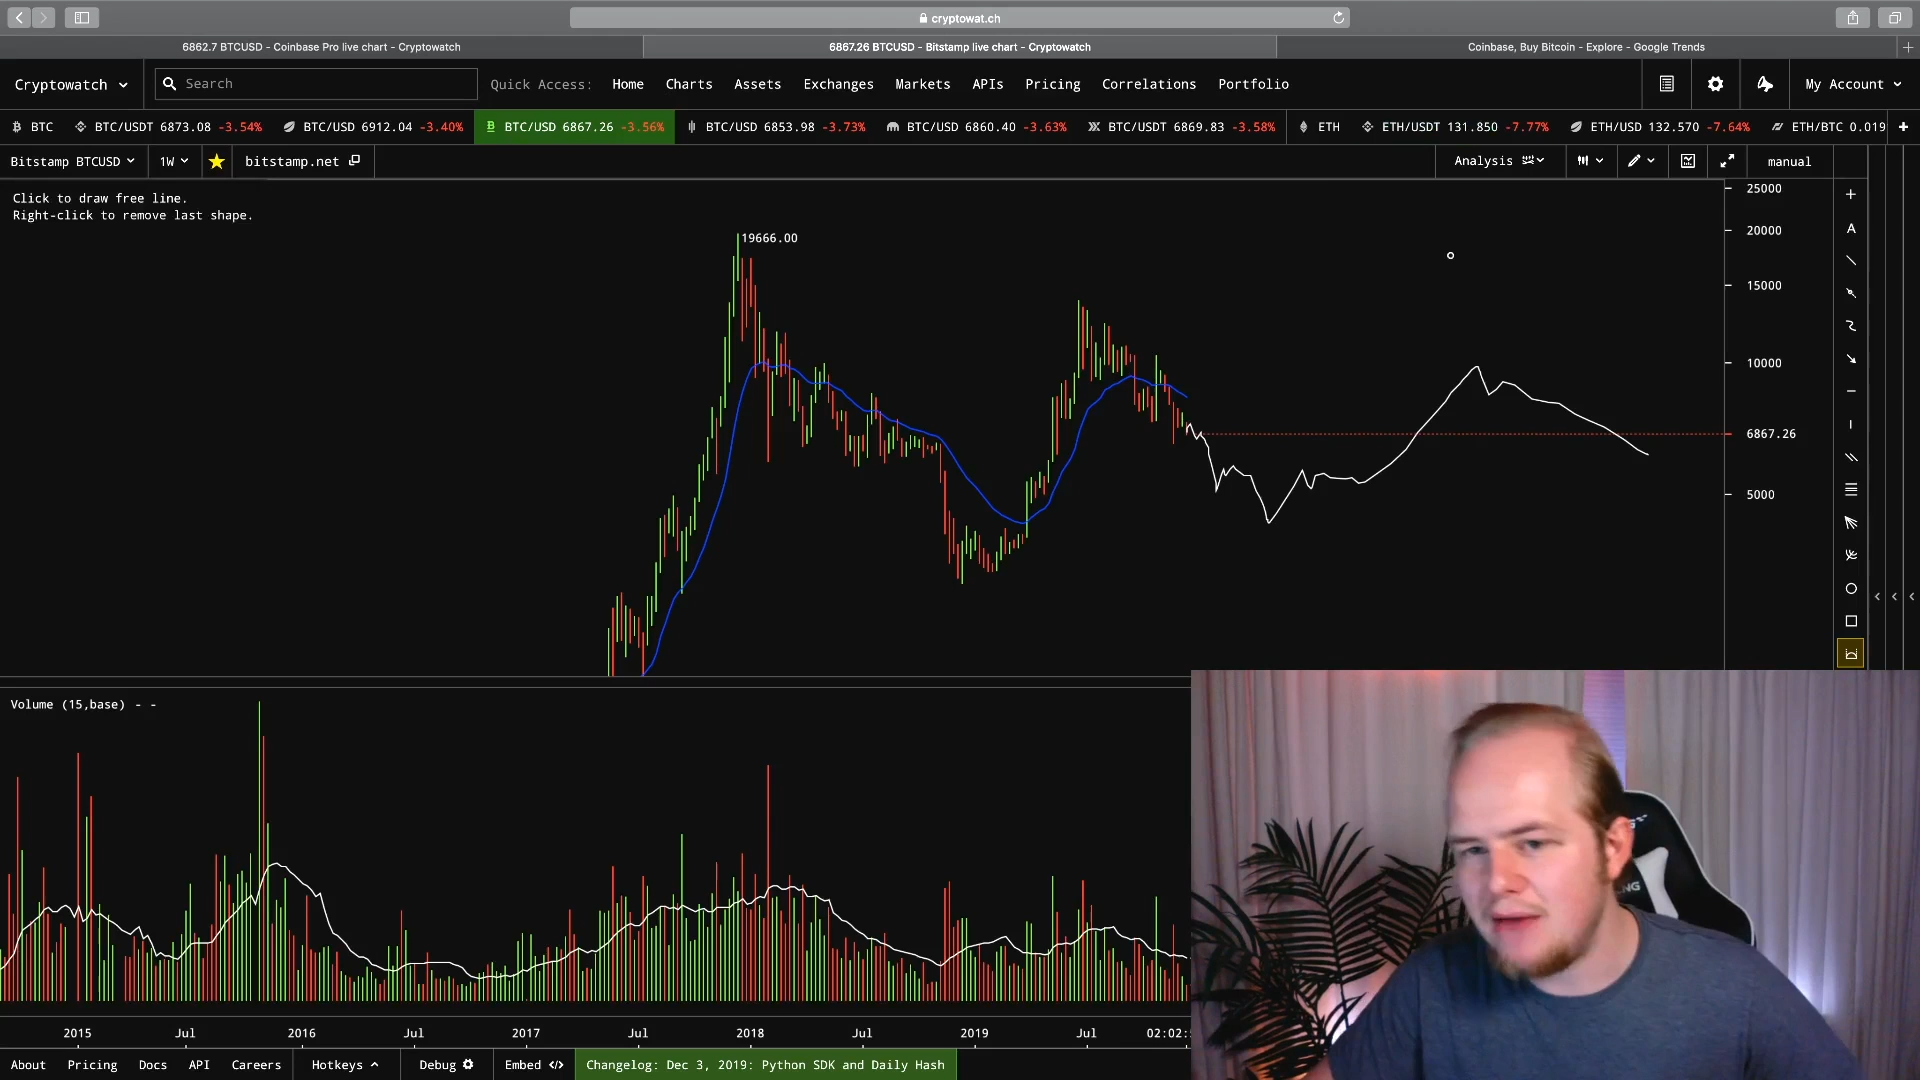 cryptowat.ch
6862.7 BTCUSD - Coinbase Pro live chart - Cryptowatch
6867.26 BTCUSD - Bitstamp live chart - Cryptowatch
Coinbase, Buy Bitcoin - Explore - Google Trends
Cryptowatch
Search
Quick Access: Home Charts Assets Exchanges Markets APIs Pricing Correlations Portfolio
My Account
BTC BTC/USDT 6873.08 -3.54% BTC/USD 6912.04 -3.40% BTC/USD 6867.26 -3.56% BTC/USD 6853.98 -3.73% BTC/USD 6860.40 -3.63% BTC/USDT 6869.83 -3.58% ETH ETH/USDT 131.850 -7.77% ETH/USD 132.570 -7.64% ETH/BTC 0.019
Bitstamp BTCUSD 1W bitstamp.net Analysis manual
Click to draw free line.
Right-click to remove last shape.
19666.00
25000
20000
15000
10000
6867.26
5000
A
Volume (15,base) - -
2015 Jul 2016 Jul 2017 Jul 2018 Jul 2019 Jul 02:02:
About Pricing Docs API Careers Hotkeys Debug Embed </> Changelog: Dec 3, 2019: Python SDK and Daily Hash